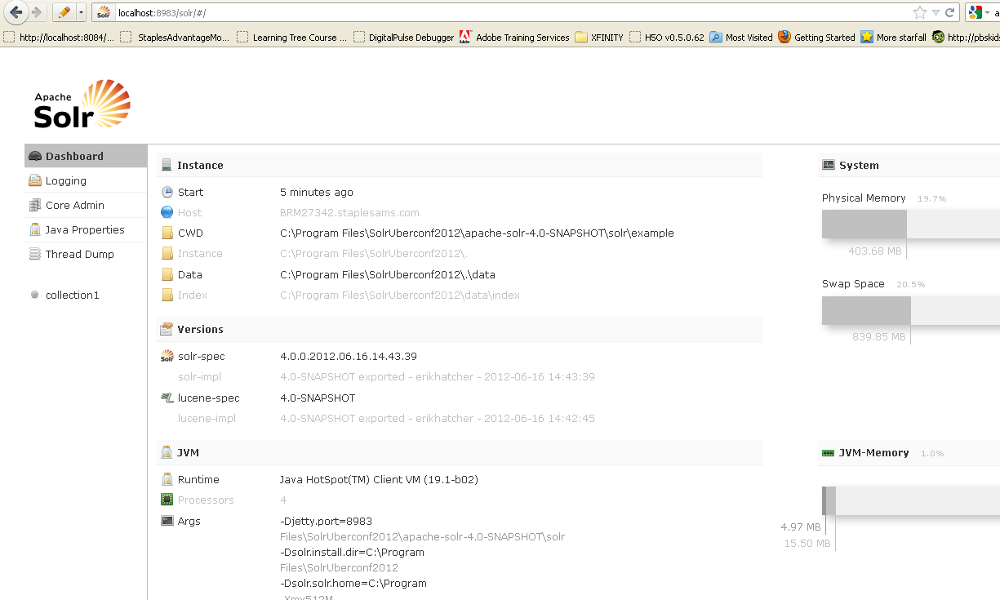 localhost:8983/solr/#/
http://localhost:8084/... StaplesAdvantageMo... Learning Tree Course ... DigitalPulse Debugger Adobe Training Services XFINITY H5O v0.5.0.62 Most Visited Getting Started More starfall http://pbskids
Apache
Solr
Dashboard
Logging
Core Admin
Java Properties
Thread Dump
collection1
Instance
Start 5 minutes ago
Host BRM27342.staplesams.com
CWD C:\Program Files\SolrUberconf2012\apache-solr-4.0-SNAPSHOT\solr\example
Instance C:\Program Files\SolrUberconf2012\.
Data C:\Program Files\SolrUberconf2012\.\data
Index C:\Program Files\SolrUberconf2012\data\index
Versions
solr-spec 4.0.0.2012.06.16.14.43.39
solr-impl 4.0-SNAPSHOT exported - erikhatcher - 2012-06-16 14:43:39
lucene-spec 4.0-SNAPSHOT
lucene-impl 4.0-SNAPSHOT exported - erikhatcher - 2012-06-16 14:42:45
JVM
Runtime Java HotSpot(TM) Client VM (19.1-b02)
Processors 4
Args -Djetty.port=8983
Files\SolrUberconf2012\apache-solr-4.0-SNAPSHOT\solr
-Dsolr.install.dir=C:\Program
Files\SolrUberconf2012
-Dsolr.solr.home=C:\Program
System
Physical Memory 19.7%
403.68 MB
Swap Space 20.5%
839.85 MB
JVM-Memory 1.0%
4.97 MB
15.50 MB